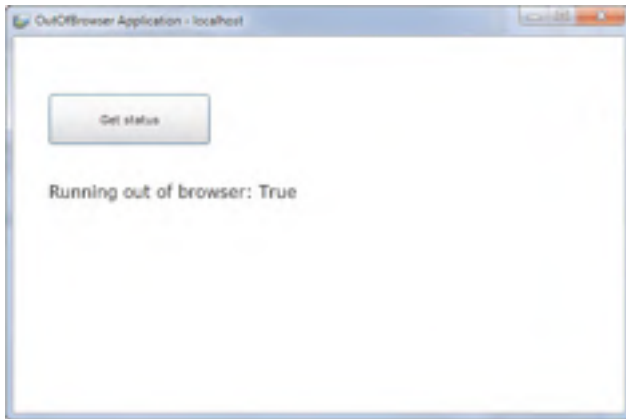 OutOfBrowser Application - localhost
Get status
Running out of browser: True